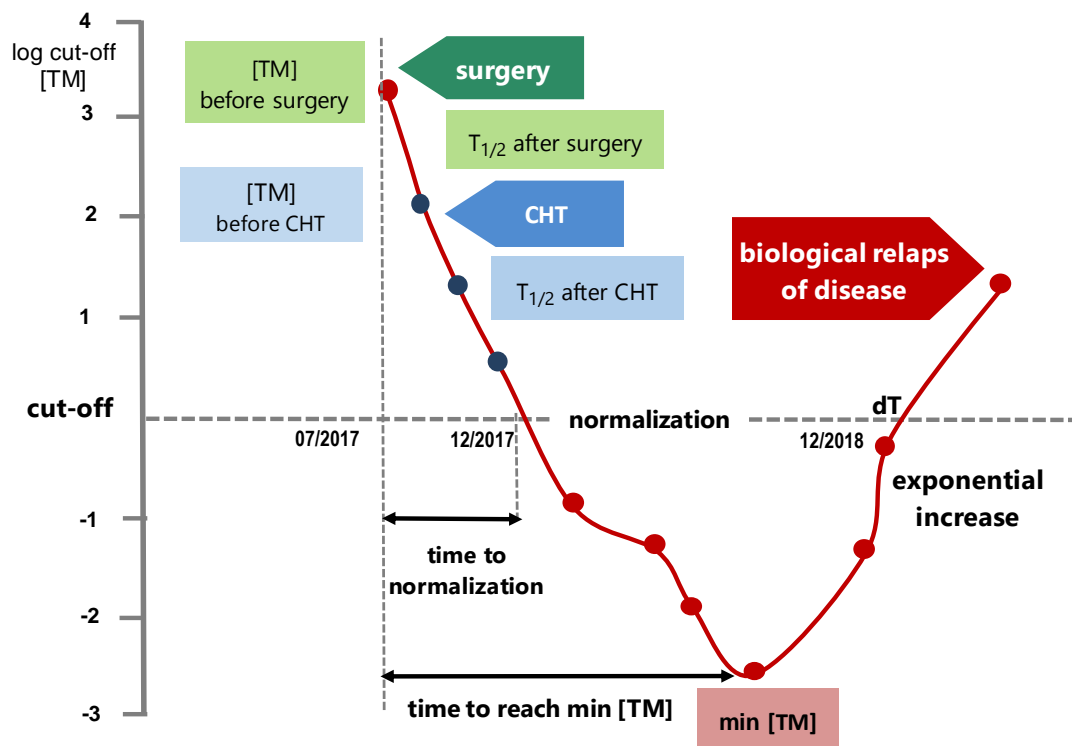 4
log cut-off
[TM]
3
2
1
cut-off
-1
-2
-3
[TM]
before surgery
surgery
T1/2 after surgery
[TM]
before CHT
CHT
T1/2 after CHT
biological relaps
of disease
normalization
dT
07/2017
12/2017
12/2018
exponential
increase
time to
normalization
time to reach min [TM]
min [TM]